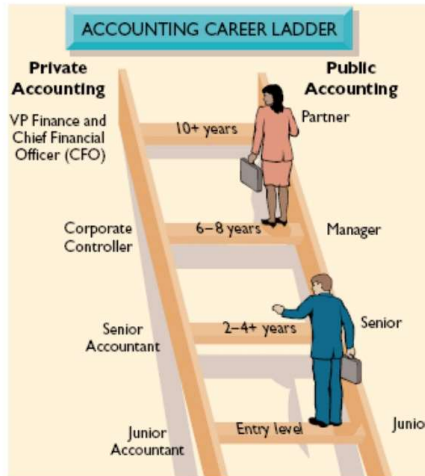 ACCOUNTING CAREER LADDER
Private
Accounting
Public
Accounting
VP Finance and
Chief Financial
Officer (CFO)
10+ years
Partner
Corporate
Controller
6–8 years
Manager
Senior
Accountant
2–4+ years
Senior
Junior
Accountant
Entry level
Junio